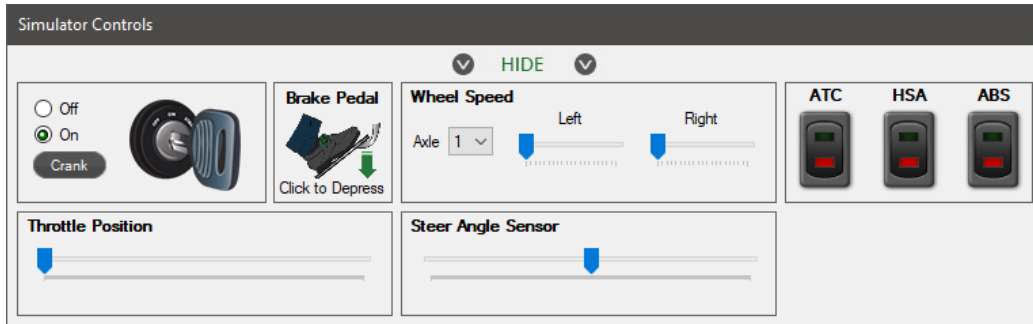 Simulator Controls
HIDE
Off
On
Crank
Brake Pedal
Click to Depress
Wheel Speed
Axle 1
Left
Right
ATC
HSA
ABS
Throttle Position
Steer Angle Sensor